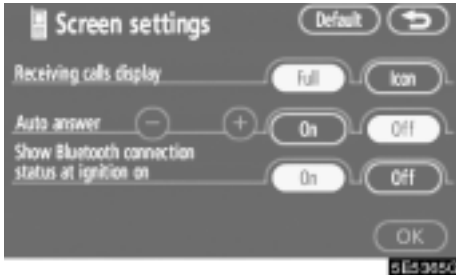 Screen settings Default
Receiving calls display Full Icon
Auto answer − + On Off
Show Bluetooth connection
status at ignition on On Off
OK
5E5365C